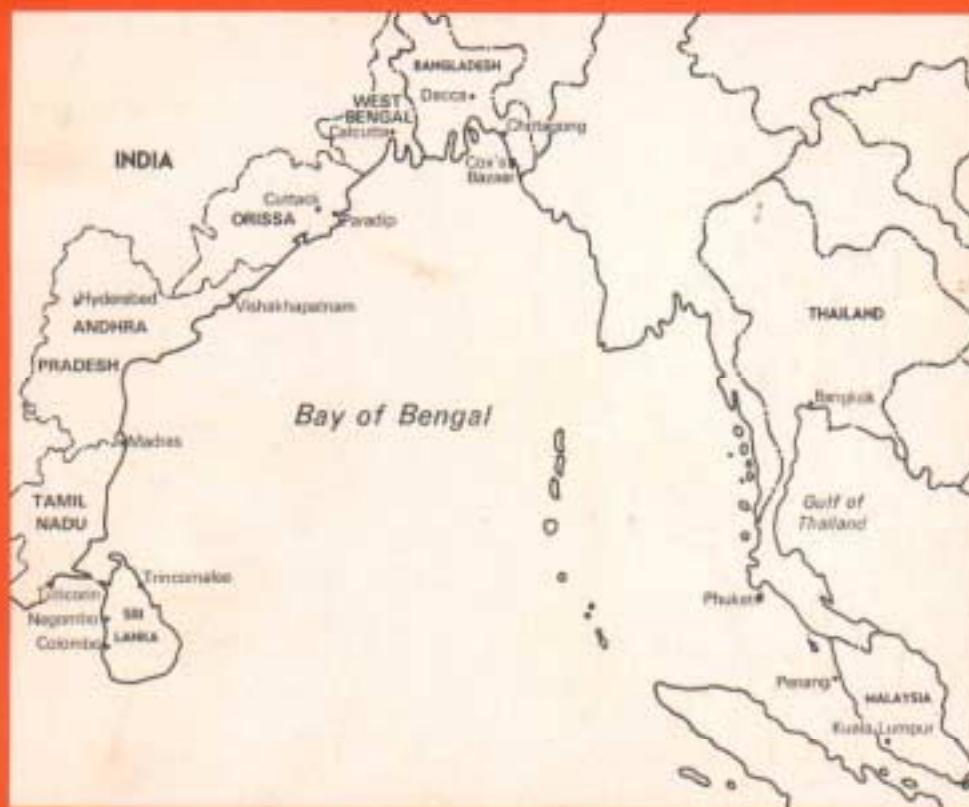 BANGLADESH
Dacca
WEST
BENGAL
Calcutta
Chittagong
Cox's
Bazaar
INDIA
Cuttack
ORISSA
Paradip
Hyderabad
Vishakhapatnam
ANDHRA
PRADESH
THAILAND
Bangkok
Bay of Bengal
Madras
TAMIL
NADU
Gulf of
Thailand
Trincomalee
Tuticorin
Negombo
SRI
LANKA
Colombo
Phuket
Penang
MALAYSIA
Kuala Lumpur